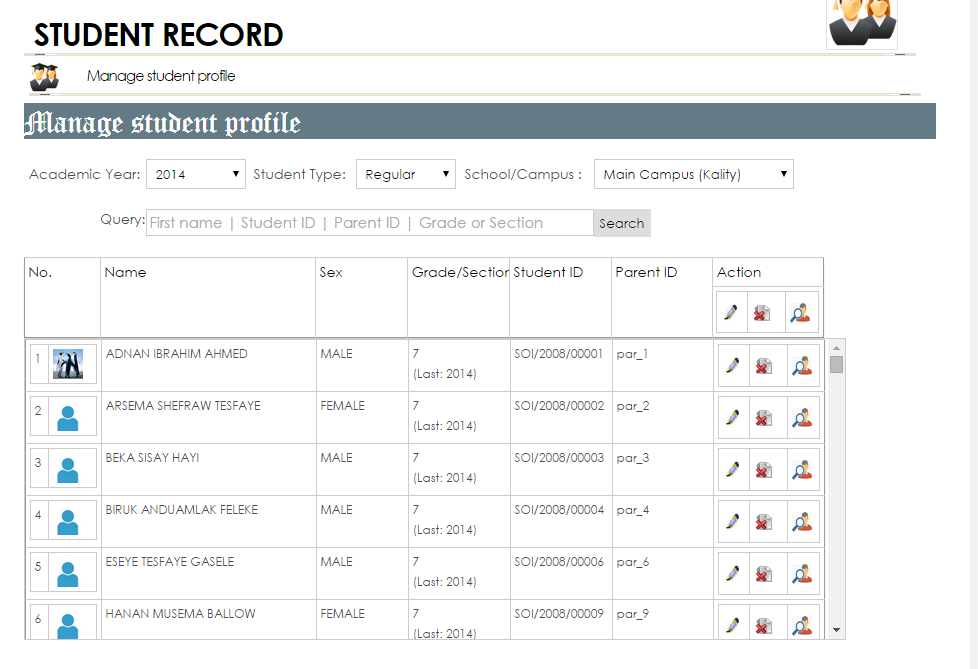 STUDENT RECORD
Manage student profile
Manage student profile
Academic Year: 2014 Student Type: Regular School/Campus : Main Campus (Kality)
Query: First name | Student ID | Parent ID | Grade or Section Search
No. Name Sex Grade/Section Student ID Parent ID Action
1 ADNAN IBRAHIM AHMED MALE 7 SOI/2008/00001 par_1
(Last: 2014)
2 ARSEMA SHEFRAW TESFAYE FEMALE 7 SOI/2008/00002 par_2
(Last: 2014)
3 BEKA SISAY HAYI MALE 7 SOI/2008/00003 par_3
(Last: 2014)
4 BIRUK ANDUAMLAK FELEKE MALE 7 SOI/2008/00004 par_4
(Last: 2014)
5 ESEYE TESFAYE GASELE MALE 7 SOI/2008/00006 par_6
(Last: 2014)
6 HANAN MUSEMA BALLOW FEMALE 7 SOI/2008/00009 par_9
(Last: 2014)